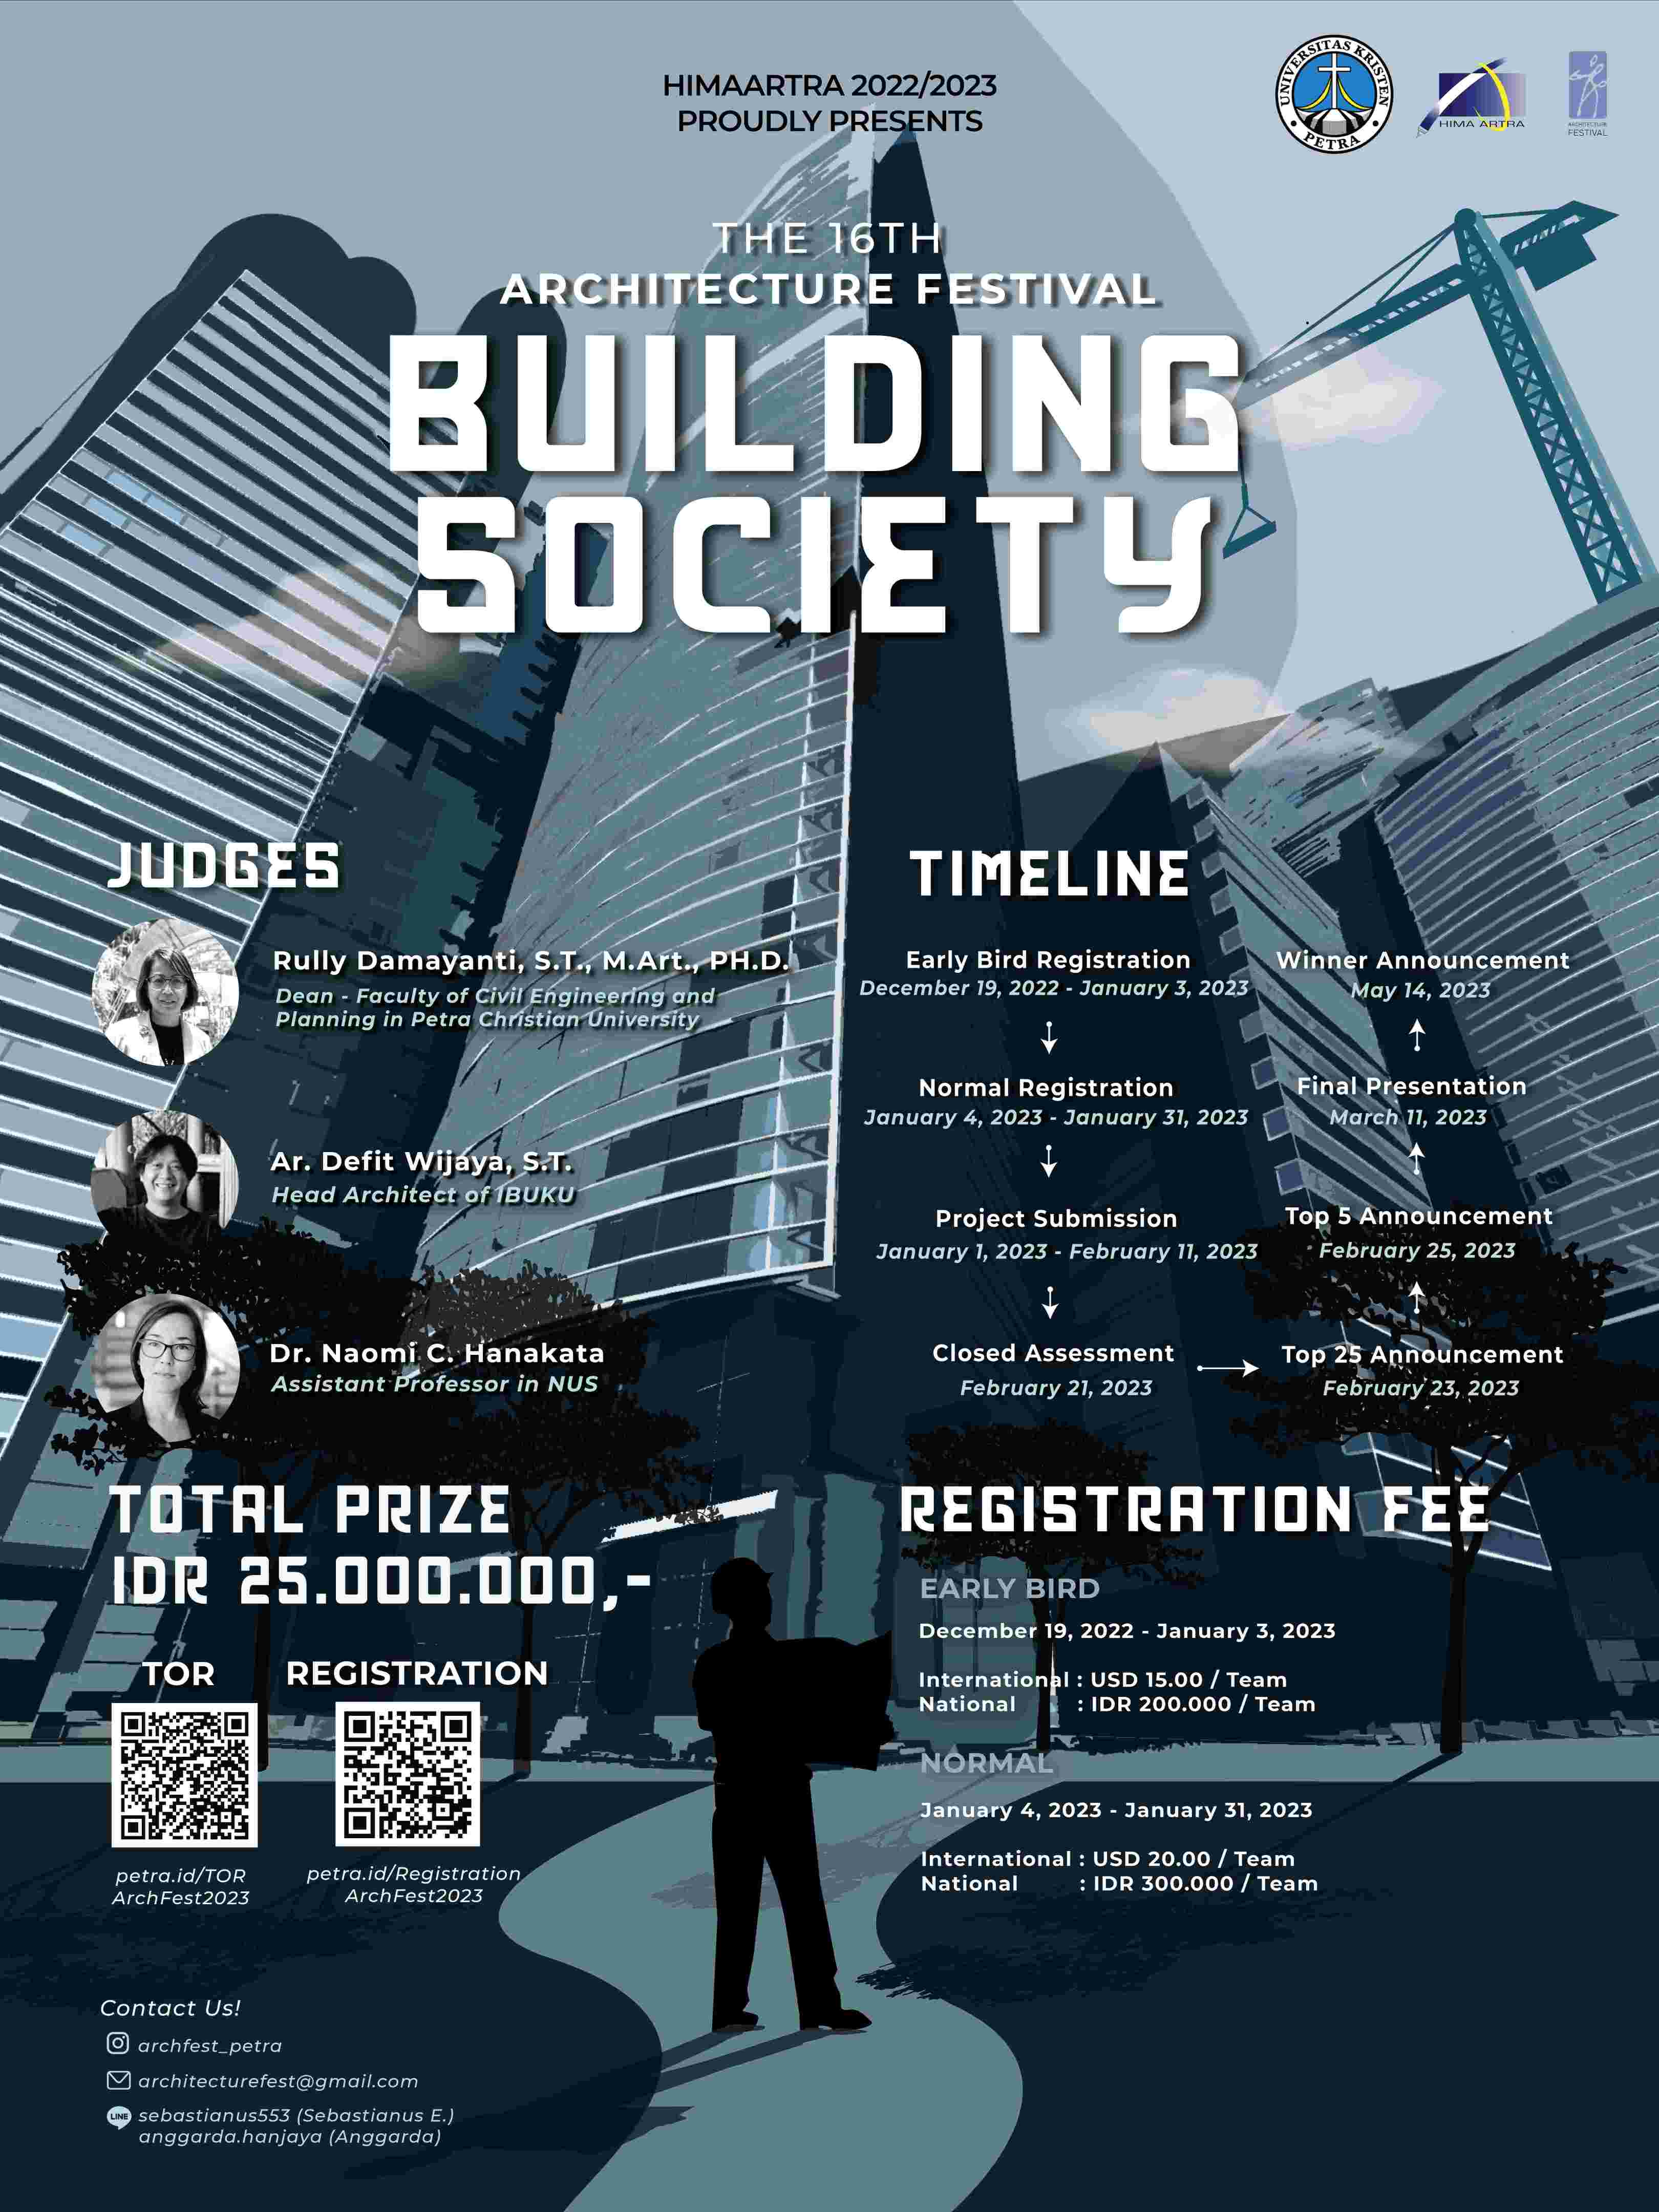 HIMAARTRA 2022/2023
PROUDLY PRESENTS
UNIVERSITAS KRISTEN
PETRA
HIMA ARTRA
ARCHITECTURE
FESTIVAL
THE 16TH
ARCHITECTURE FESTIVAL
BUILDING
SOCIETY
JUDGES
Rully Damayanti, S.T., M.Art., PH.D.
Dean - Faculty of Civil Engineering and
Planning in Petra Christian University
Ar. Defit Wijaya, S.T.
Head Architect of IBUKU
Dr. Naomi C. Hanakata
Assistant Professor in NUS
TIMELINE
Early Bird Registration
December 19, 2022 - January 3, 2023
Normal Registration
January 4, 2023 - January 31, 2023
Project Submission
January 1, 2023 - February 11, 2023
Closed Assessment
February 21, 2023
Top 25 Announcement
February 23, 2023
Top 5 Announcement
February 25, 2023
Final Presentation
March 11, 2023
Winner Announcement
May 14, 2023
TOTAL PRIZE
IDR 25.000.000,-
TOR
petra.id/TOR
ArchFest2023
REGISTRATION
petra.id/Registration
ArchFest2023
REGISTRATION FEE
EARLY BIRD
December 19, 2022 - January 3, 2023
International : USD 15.00 / Team
National : IDR 200.000 / Team
NORMAL
January 4, 2023 - January 31, 2023
International : USD 20.00 / Team
National : IDR 300.000 / Team
Contact Us!
archfest_petra
architecturefest@gmail.com
LINE
sebastianus553 (Sebastianus E.)
anggarda.hanjaya (Anggarda)